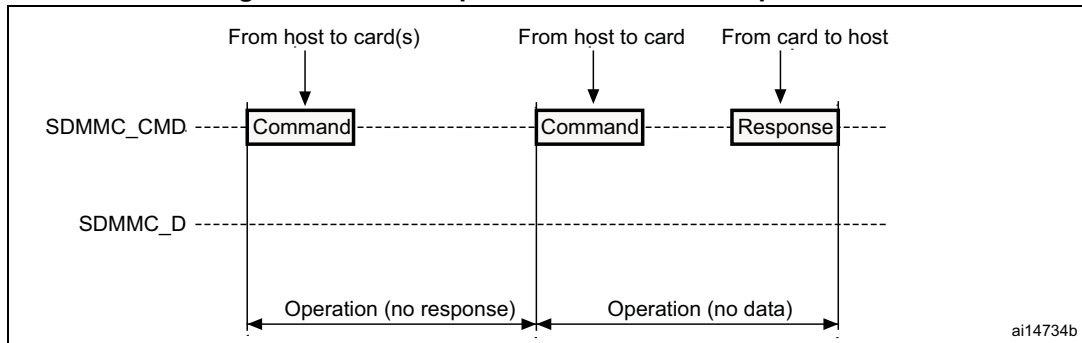 From host to card(s) From host to card From card to host
SDMMC_CMD Command Command Response
SDMMC_D
Operation (no response) Operation (no data)
ai14734b